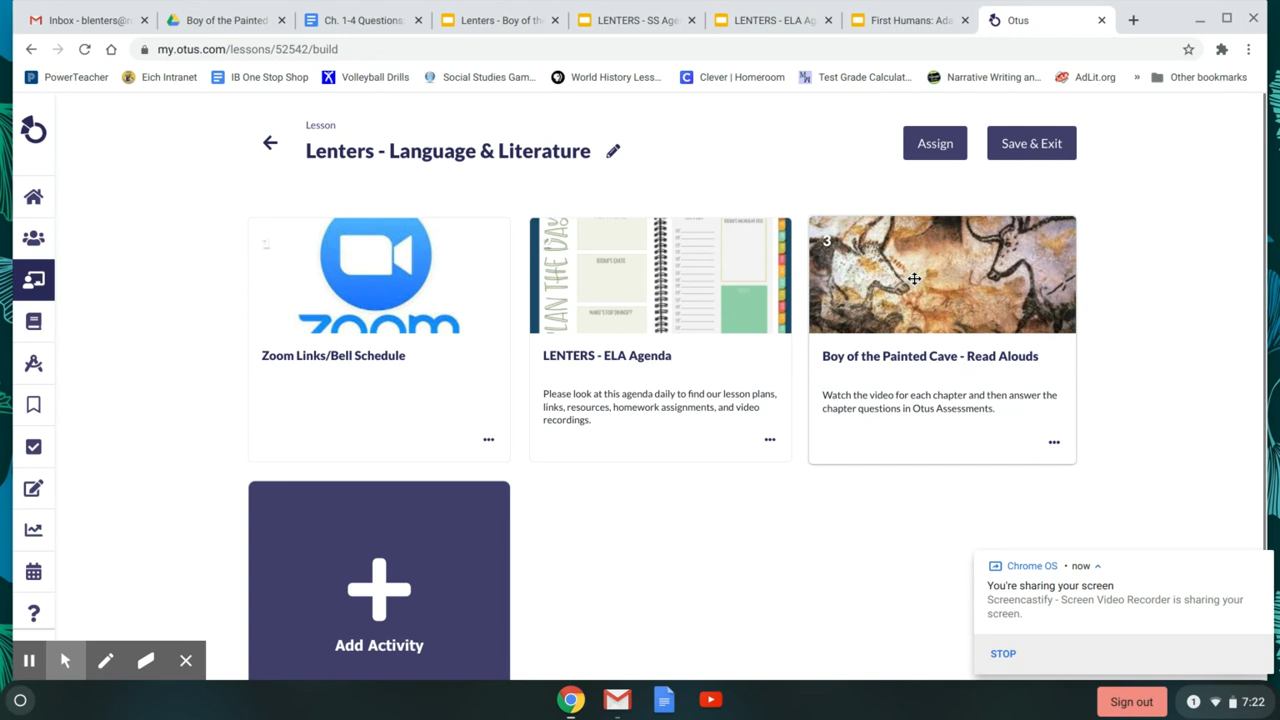 Inbox - blenters@r
Boy of the Painted
Ch. 1-4 Questions:
Lenters - Boy of th
LENTERS - SS Age
LENTERS - ELA Ag
First Humans: Ada
Otus
my.otus.com/lessons/52542/build
PowerTeacher
Eich Intranet
IB One Stop Shop
Volleyball Drills
Social Studies Gam...
World History Less...
Clever | Homeroom
Test Grade Calculat...
Narrative Writing an...
AdLit.org
»
Other bookmarks
Lesson
Lenters - Language & Literature
Assign
Save & Exit
zoom
Zoom Links/Bell Schedule
PLAN THE DAY
LENTERS - ELA Agenda
Please look at this agenda daily to find our lesson plans,
links, resources, homework assignments, and video
recordings.
3
Boy of the Painted Cave - Read Alouds
Watch the video for each chapter and then answer the
chapter questions in Otus Assessments.
Add Activity
Chrome OS • now
You're sharing your screen
Screencastify - Screen Video Recorder is sharing your
screen.
STOP
Sign out
1
7:22